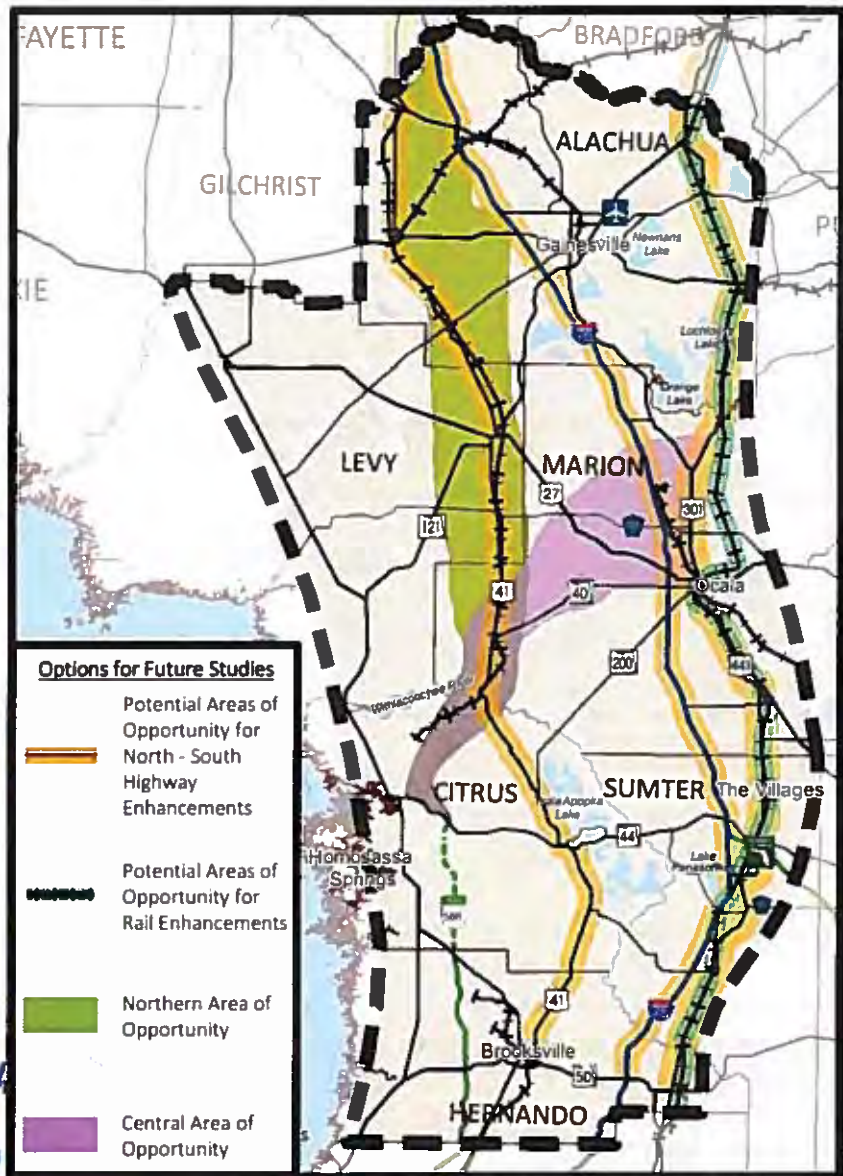 FAYETTE
BRADFORD
ALACHUA
GILCHRIST
Gainesville
Newnans
Lake
Lochloosa
Lake
Orange
Lake
LEVY
MARION
27
301
121
41
40
Ocala
200
441
Options for Future Studies
Potential Areas of
Opportunity for
North - South
Highway
Enhancements
Potential Areas of
Opportunity for
Rail Enhancements
Northern Area of
Opportunity
Central Area of
Opportunity
CITRUS
SUMTER
The Villages
Apopka
Lake
44
Lake
Panasoffkee
Homosassa
Springs
41
Brooksville
50
HERNANDO